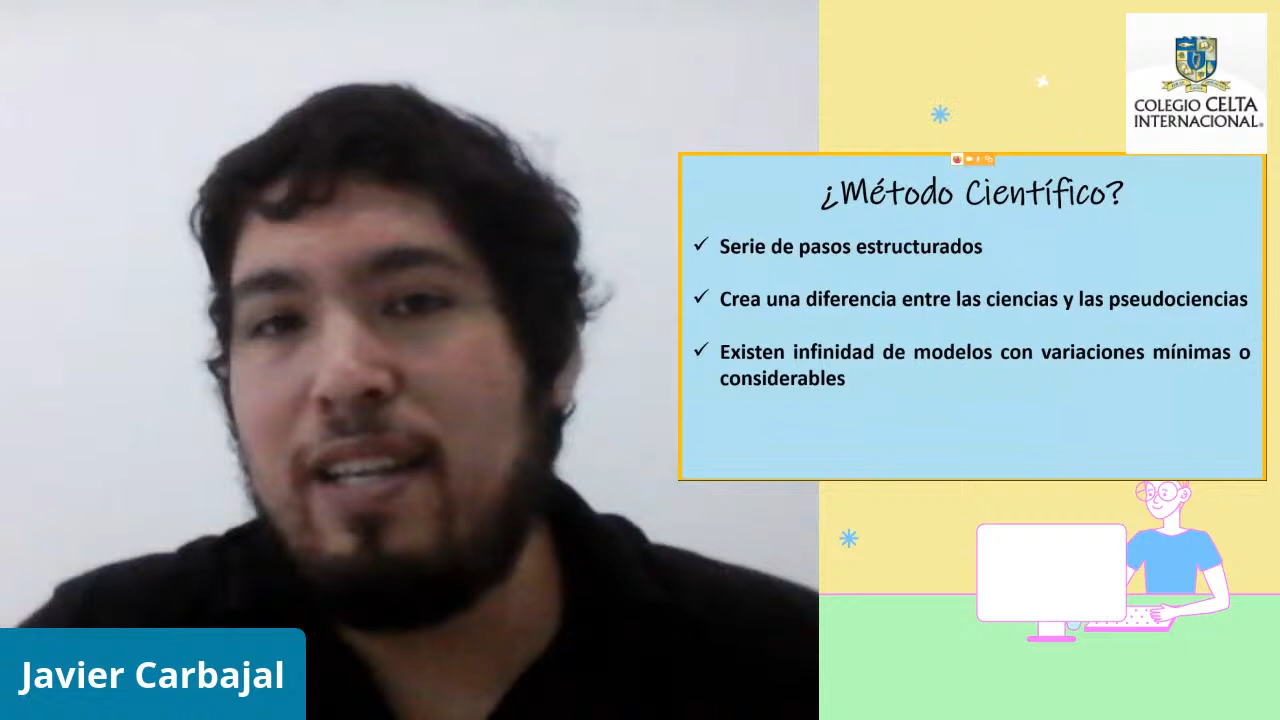 COLEGIO CELTA
INTERNACIONAL
¿Método Científico?
✓ Serie de pasos estructurados
✓ Crea una diferencia entre las ciencias y las pseudociencias
✓ Existen infinidad de modelos con variaciones mínimas o
considerables
Javier Carbajal